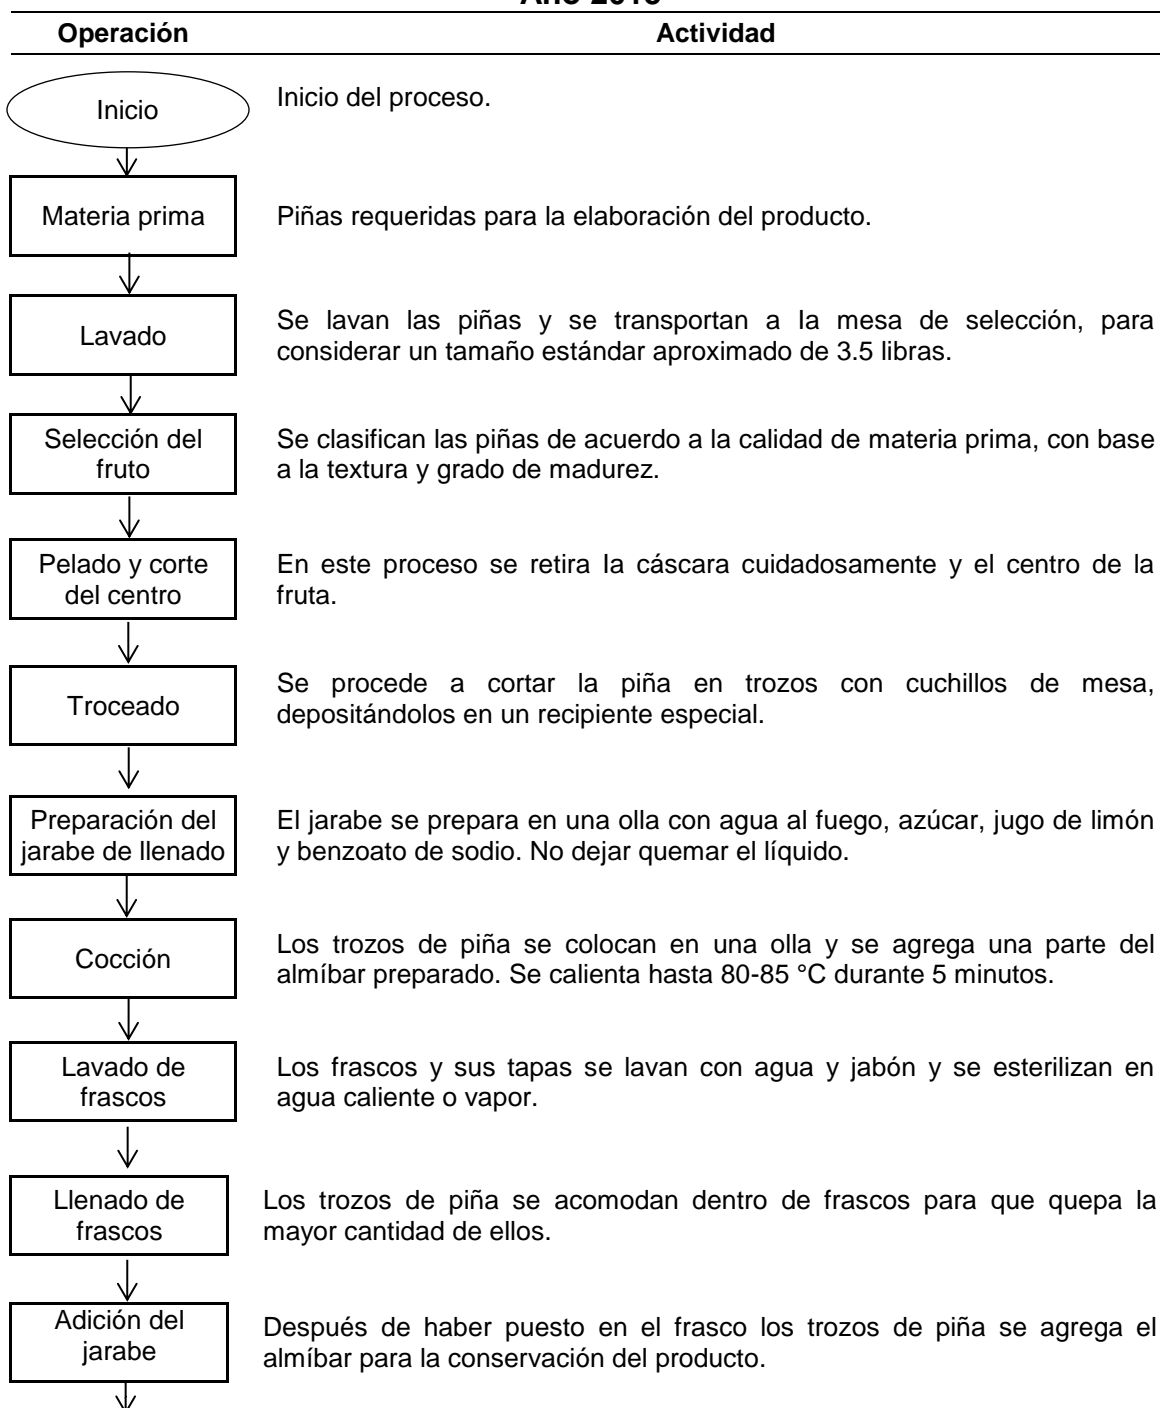 Operación Actividad
Inicio
Inicio del proceso.
Materia prima
Piñas requeridas para la elaboración del producto.
Lavado
Se lavan las piñas y se transportan a la mesa de selección, para
considerar un tamaño estándar aproximado de 3.5 libras.
Selección del
fruto
Se clasifican las piñas de acuerdo a la calidad de materia prima, con base
a la textura y grado de madurez.
Pelado y corte
del centro
En este proceso se retira la cáscara cuidadosamente y el centro de la
fruta.
Troceado
Se procede a cortar la piña en trozos con cuchillos de mesa,
depositándolos en un recipiente especial.
Preparación del
jarabe de llenado
El jarabe se prepara en una olla con agua al fuego, azúcar, jugo de limón
y benzoato de sodio. No dejar quemar el líquido.
Cocción
Los trozos de piña se colocan en una olla y se agrega una parte del
almíbar preparado. Se calienta hasta 80-85 °C durante 5 minutos.
Lavado de
frascos
Los frascos y sus tapas se lavan con agua y jabón y se esterilizan en
agua caliente o vapor.
Llenado de
frascos
Los trozos de piña se acomodan dentro de frascos para que quepa la
mayor cantidad de ellos.
Adición del
jarabe
Después de haber puesto en el frasco los trozos de piña se agrega el
almíbar para la conservación del producto.